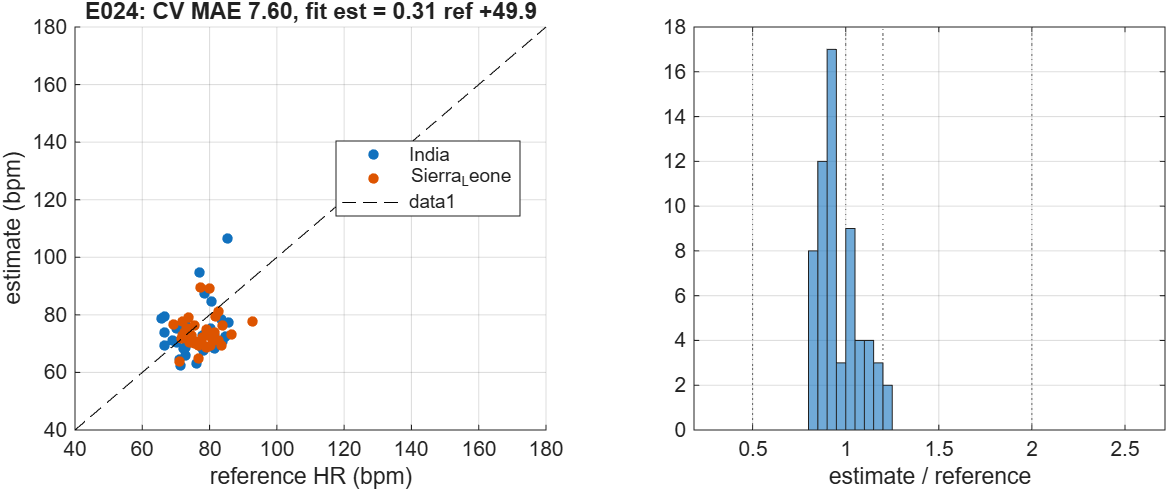 E024: CV MAE 7.60, fit est = 0.31 ref +49.9
180
160
140
120
100
80
60
40
40 60 80 100 120 140 160 180
estimate (bpm)
reference HR (bpm)
India
Sierra_Leone
data1
18
16
14
12
10
8
6
4
2
0
0.5 1 1.5 2 2.5
estimate / reference